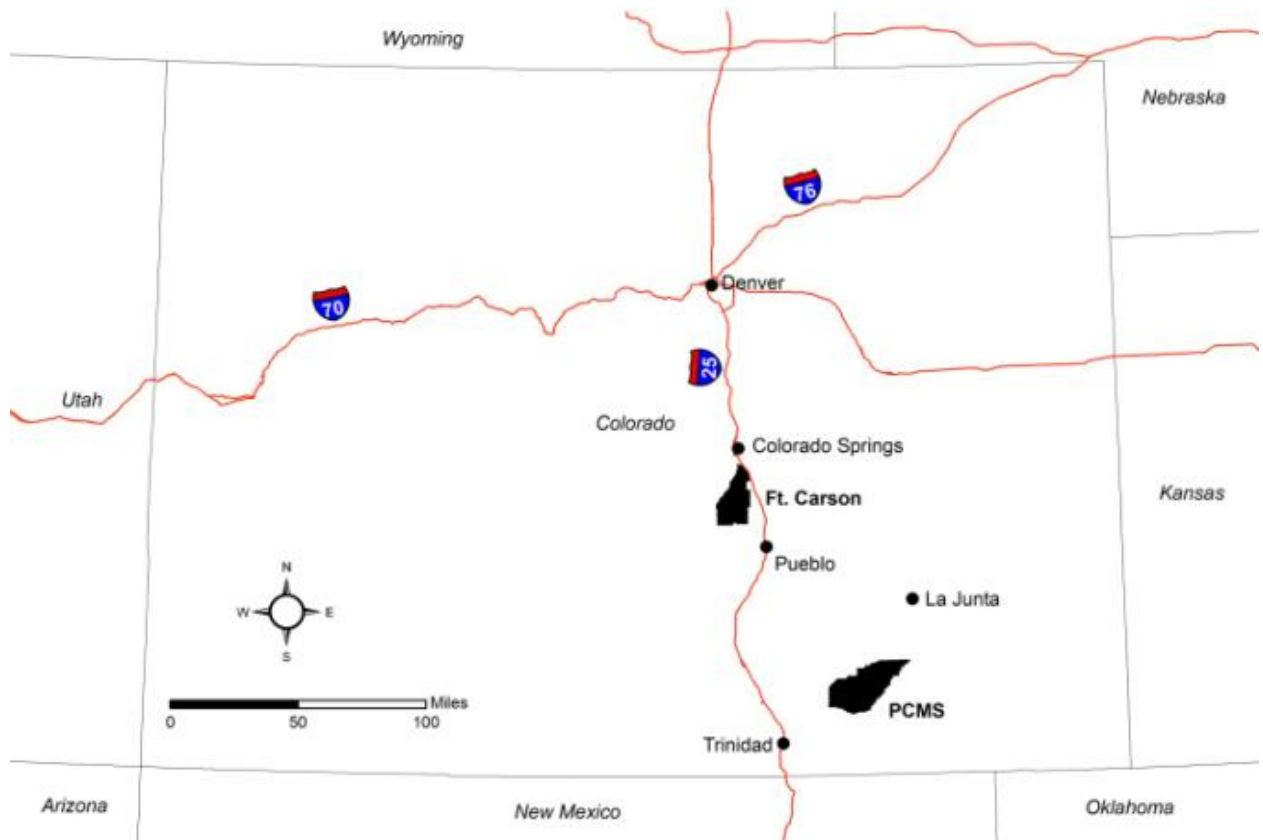 Wyoming
Nebraska
76
Denver
70
25
Utah
Colorado
Colorado Springs
Kansas
Ft. Carson
Pueblo
N
La Junta
W
E
S
Miles
0
50
100
PCMS
Trinidad
Arizona
New Mexico
Oklahoma